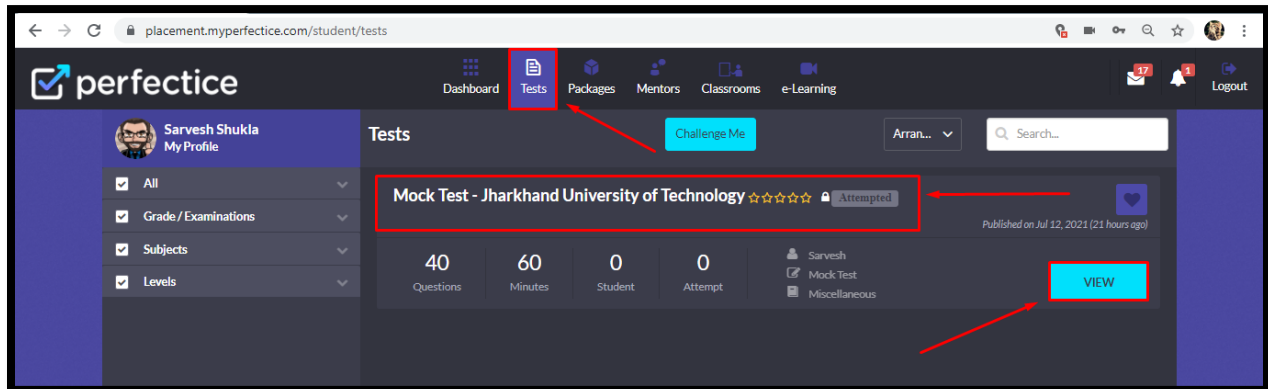 placement.myperfectice.com/student/tests
perfectice
Dashboard Tests Packages Mentors Classrooms e-Learning 17 1 Logout
Sarvesh Shukla
My Profile
Tests Challenge Me Arran... Search...
All
Grade / Examinations
Subjects
Levels
Mock Test - Jharkhand University of Technology Attempted
Published on Jul 12, 2021 (21 hours ago)
40 60 0 0
Questions Minutes Student Attempt
Sarvesh
Mock Test
Miscellaneous
VIEW